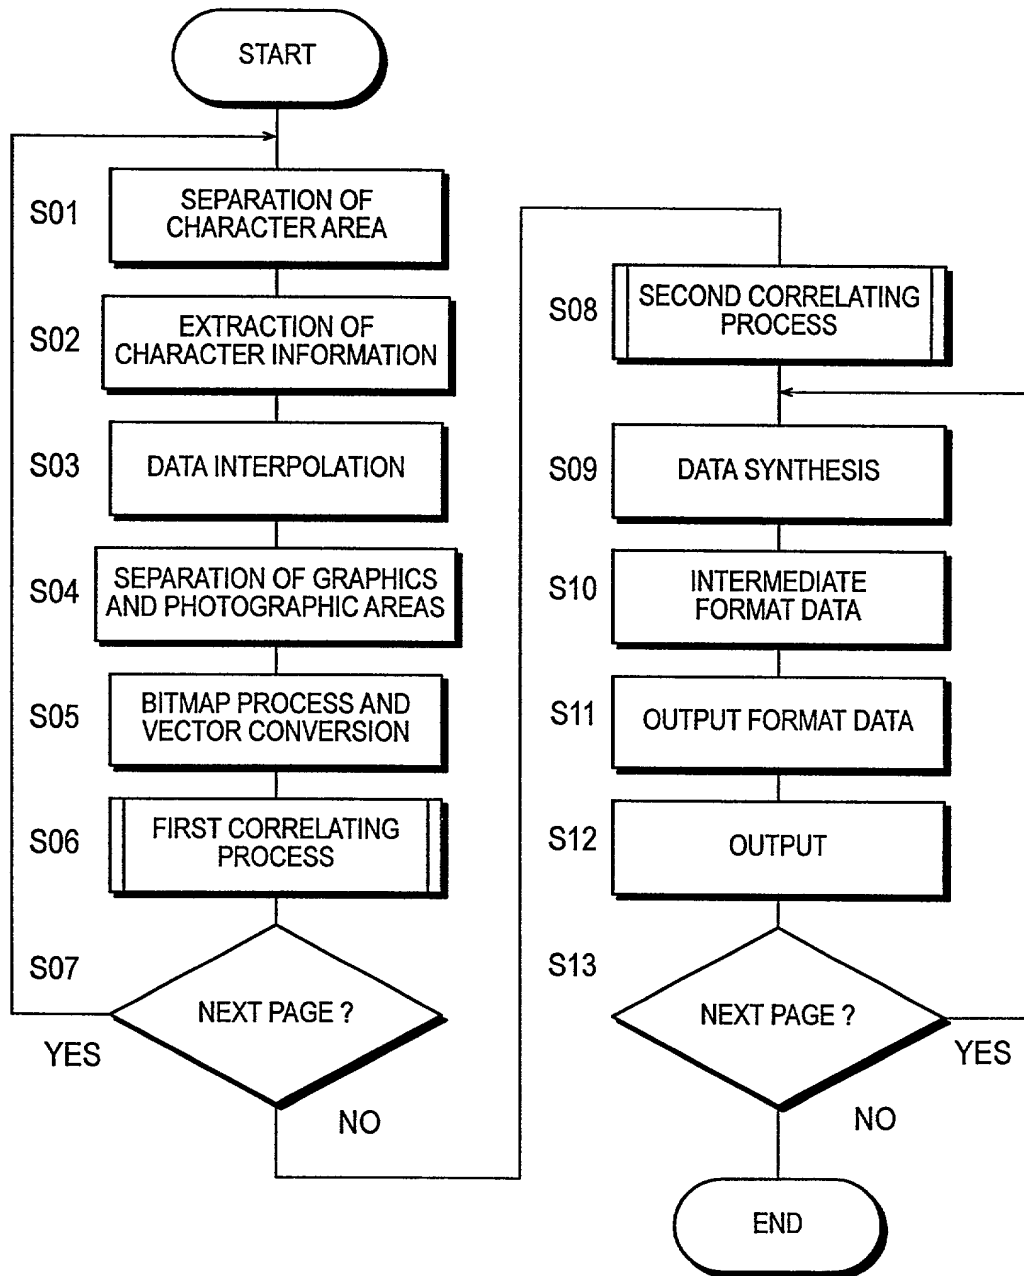 START
S01
SEPARATION OF
CHARACTER AREA
S02
EXTRACTION OF
CHARACTER INFORMATION
S03
DATA INTERPOLATION
S04
SEPARATION OF GRAPHICS
AND PHOTOGRAPHIC AREAS
S05
BITMAP PROCESS AND
VECTOR CONVERSION
S06
FIRST CORRELATING
PROCESS
S07
NEXT PAGE ?
YES
NO
S08
SECOND CORRELATING
PROCESS
S09
DATA SYNTHESIS
S10
INTERMEDIATE
FORMAT DATA
S11
OUTPUT FORMAT DATA
S12
OUTPUT
S13
NEXT PAGE ?
YES
NO
END